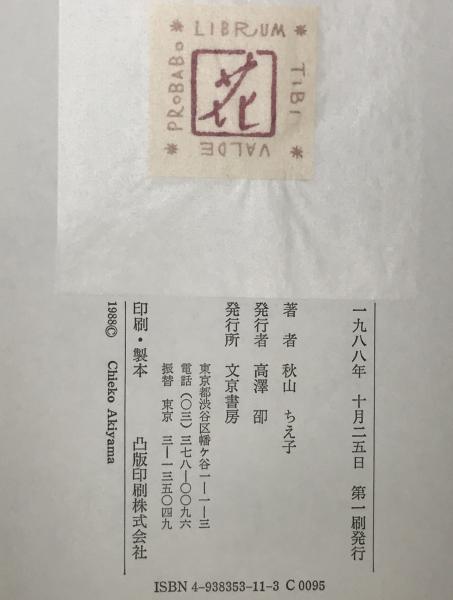 LIBRUM
TIBI
VALDE
PROBABO
花
一九八八年 十月二五日 第一刷発行
著者 秋山 ちえ子
発行者 高澤 卲
発行所 文京書房
東京都渋谷区幡ヶ谷一—一—三
電話(〇三)三七八—〇〇九六
振替 東京 三—一三五〇四九
印刷・製本 凸版印刷株式会社
1988© Chieko Akiyama
ISBN 4-938353-11-3 C 0095